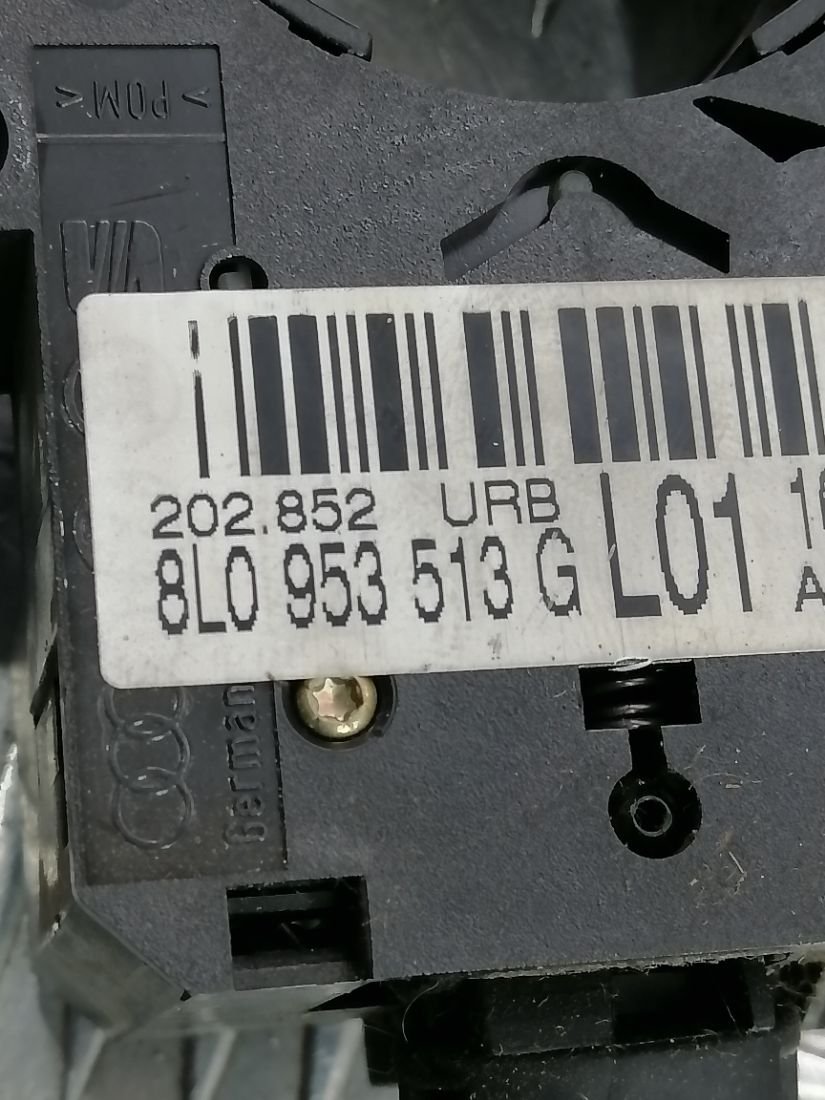 > POM <
202.852 URB
8L0 953 513 G L01
German